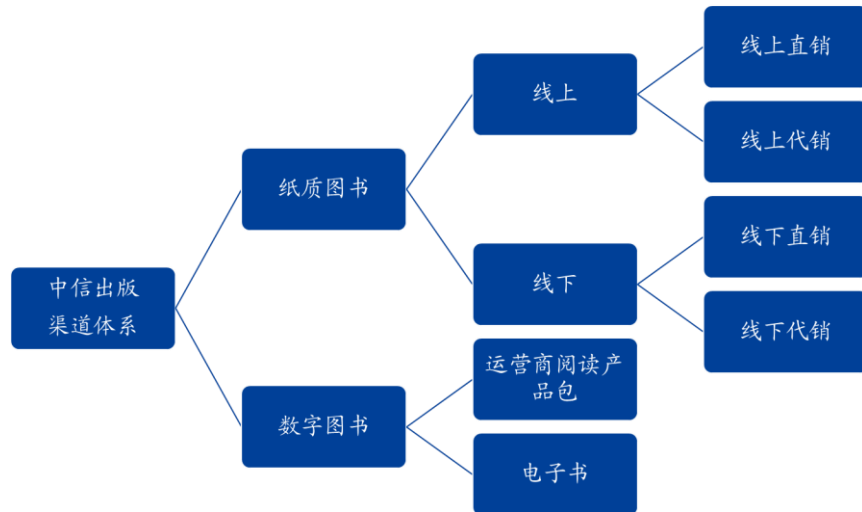 中信出版
渠道体系
纸质图书
线上
线上直销
线上代销
线下
线下直销
线下代销
数字图书
运营商阅读产
品包
电子书